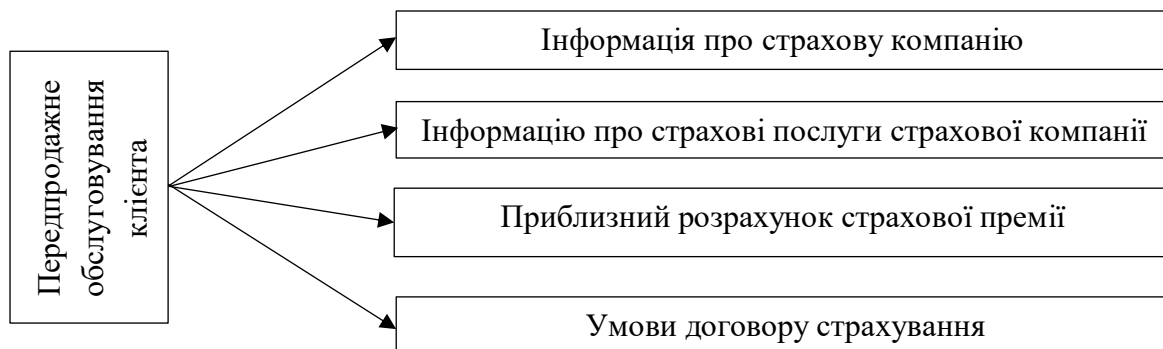 Передпродажне
обслуговування
клієнта
Інформація про страхову компанію
Інформацію про страхові послуги страхової компанії
Приблизний розрахунок страхової премії
Умови договору страхування